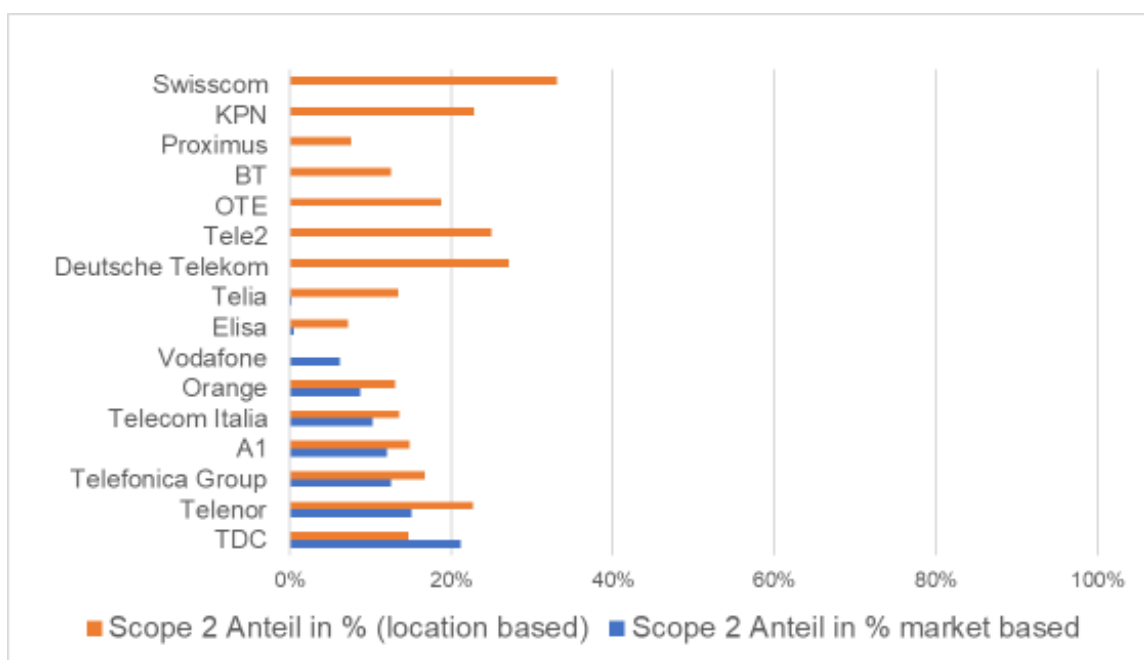 Swisscom
KPN
Proximus
BT
OTE
Tele2
Deutsche Telekom
Telia
Elisa
Vodafone
Orange
Telecom Italia
A1
Telefonica Group
Telenor
TDC
0% 20% 40% 60% 80% 100%
Scope 2 Anteil in % (location based) Scope 2 Anteil in % market based